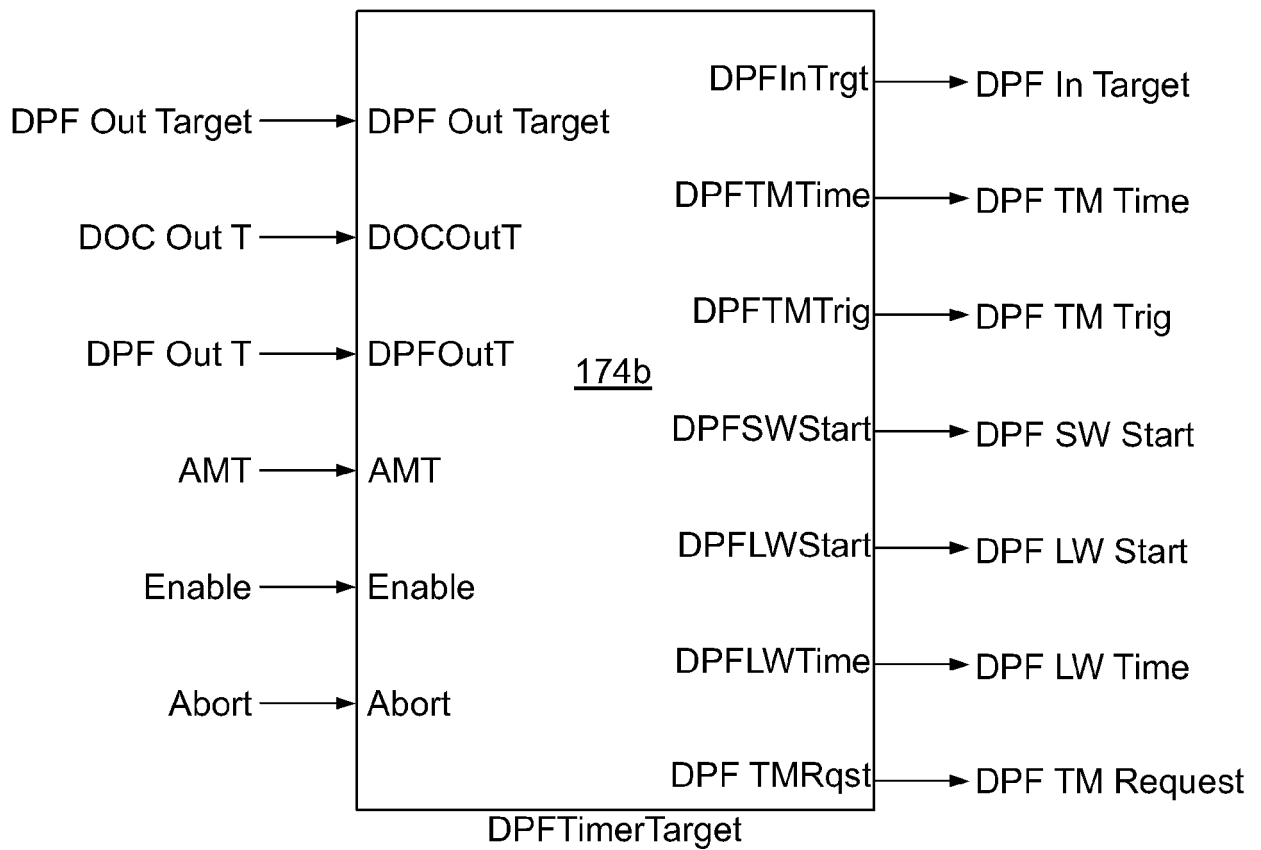 DPFInTrgt DPF In Target
DPF Out Target DPF Out Target
DPFTMTime DPF TM Time
DOC Out T DOCOutT
DPFTMTrig DPF TM Trig
DPF Out T DPFOutT
174b
DPFSWStart DPF SW Start
AMT AMT
DPFLWStart DPF LW Start
Enable Enable
DPFLWTime DPF LW Time
Abort Abort
DPF TMRqst DPF TM Request
DPFTimerTarget